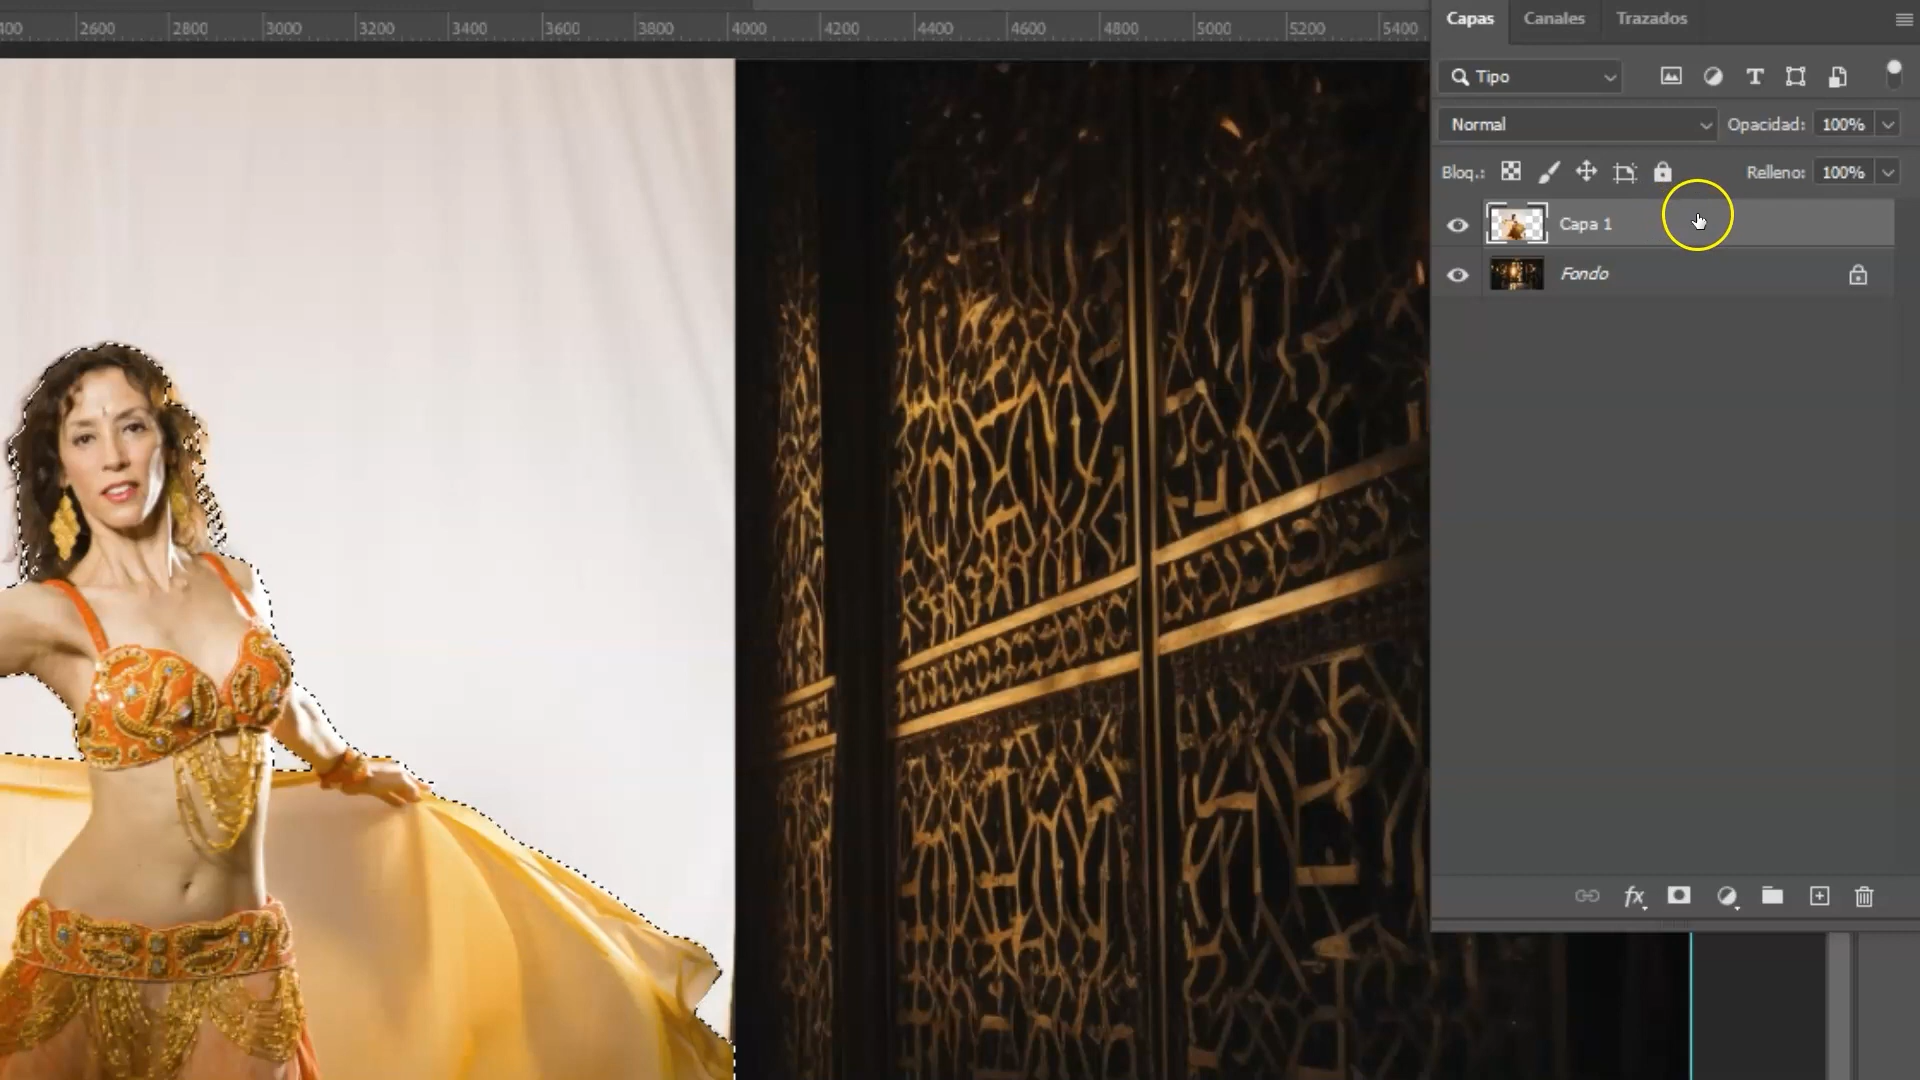 2600 2800 3000 3200 3400 3600 3800 4000 4200 4400 4600 4800 5000 5200 5400
Capas Canales Trazados
Tipo
Normal Opacidad: 100%
Bloq.: Relleno: 100%
Capa 1
Fondo
fx